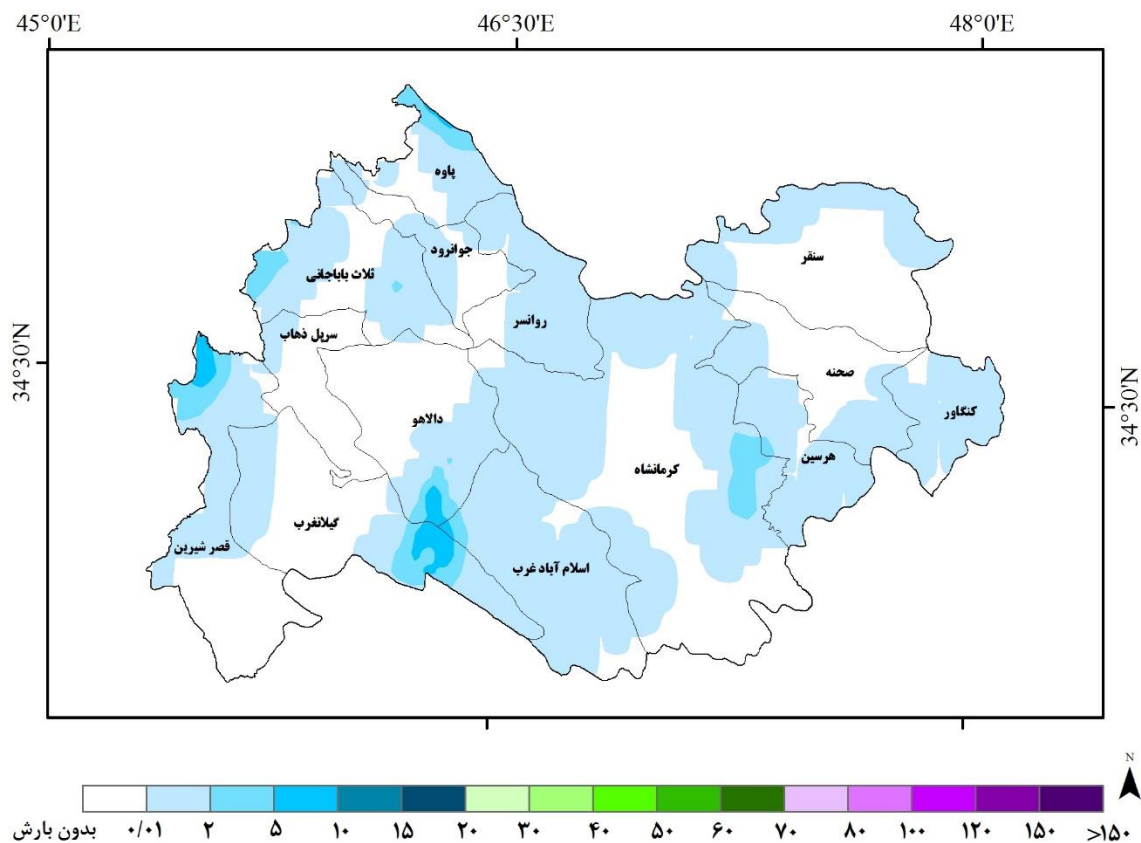 45°0'E 46°30'E 48°0'E
پاوه
جوانرود
سنقر
ثلاث باباجانی
روانسر
سرپل ذهاب
34°30'N
صحنه
34°30'N
کنگاور
دالاهو
هرسین
کرمانشاه
گیلانغرب
قصر شیرین
اسلام آباد غرب
N
بدون بارش ۰/۰۱ ۲ ۵ ۱۰ ۱۵ ۲۰ ۳۰ ۴۰ ۵۰ ۶۰ ۷۰ ۸۰ ۱۰۰ ۱۲۰ ۱۵۰ >۱۵۰